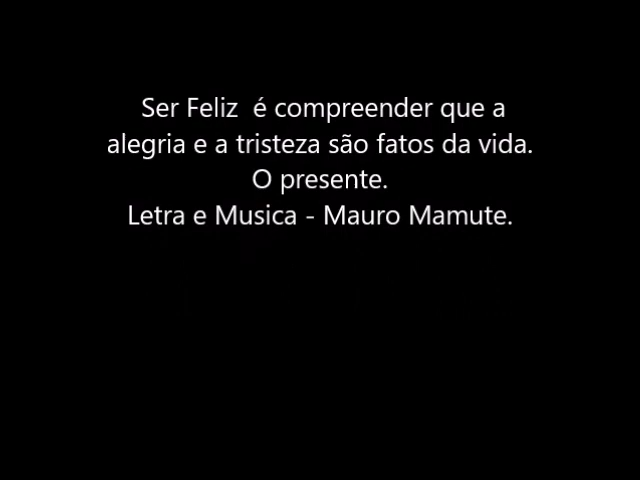 Ser Feliz  é compreender que a
alegria e a tristeza são fatos da vida.
O presente.
Letra e Musica - Mauro Mamute.